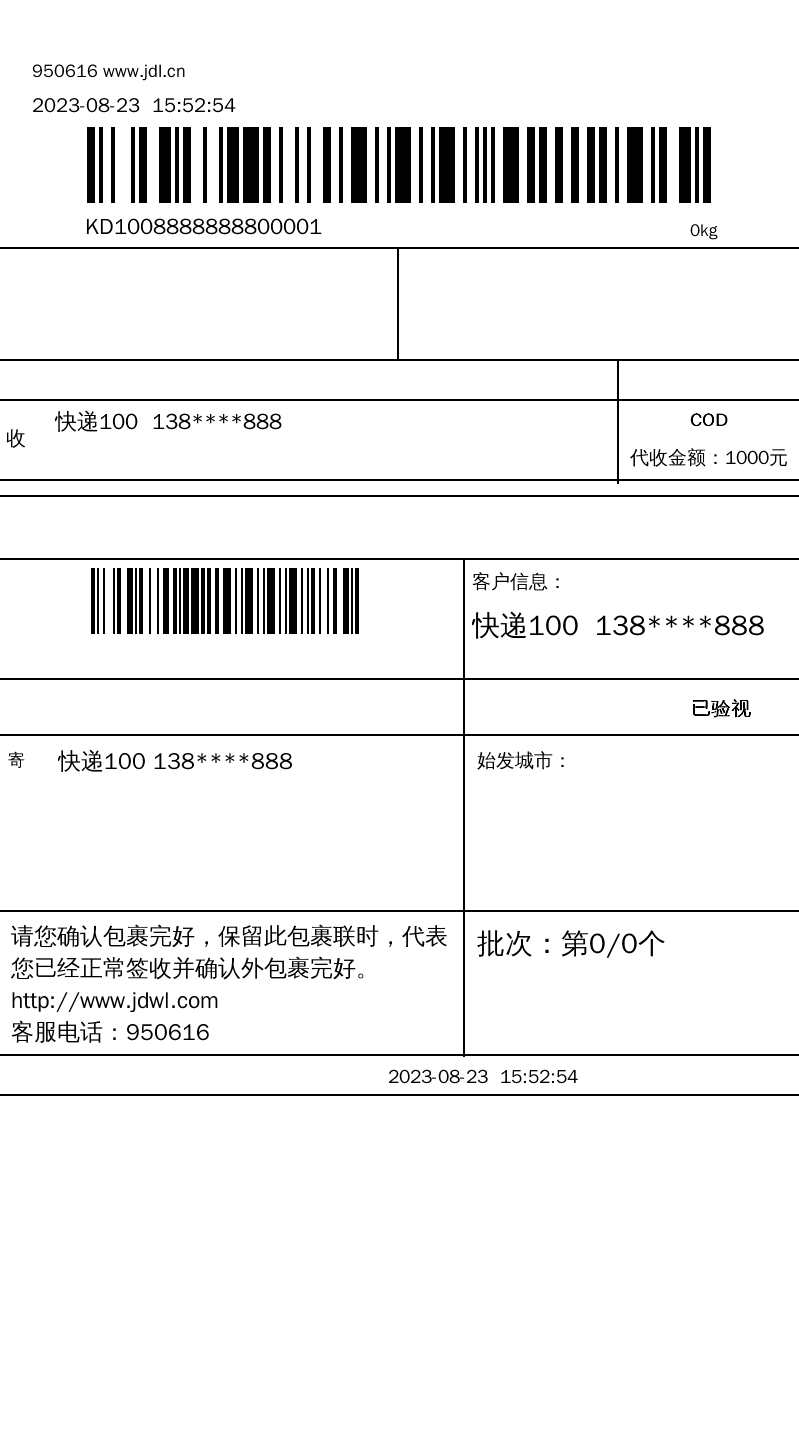 950616 www.jdl.cn
2023-08-23 15:52:54
KD1008888888800001
0kg
收
快递100 138****888
COD
代收金额：1000元
客户信息：
快递100 138****888
已验视
寄
快递100 138****888
始发城市：
请您确认包裹完好，保留此包裹联时，代表
您已经正常签收并确认外包裹完好。
http://www.jdwl.com
客服电话：950616
批次：第0/0个
2023-08-23 15:52:54